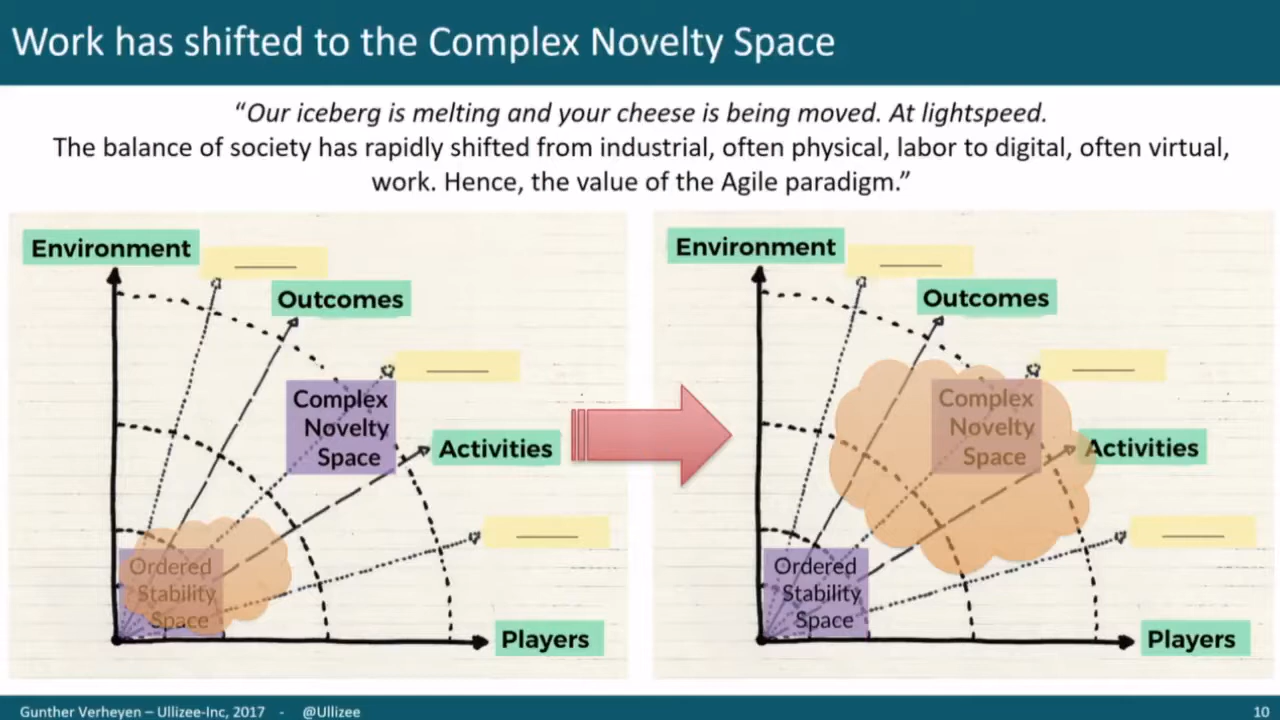 Work has shifted to the Complex Novelty Space
“Our iceberg is melting and your cheese is being moved. At lightspeed.
The balance of society has rapidly shifted from industrial, often physical, labor to digital, often virtual,
work. Hence, the value of the Agile paradigm.”
Environment
Outcomes
Complex
Novelty
Space
Activities
Ordered
Stability
Space
Players
Environment
Outcomes
Complex
Novelty
Space
Activities
Ordered
Stability
Space
Players
Gunther Verheyen – Ullizee-Inc, 2017 - @Ullizee
10